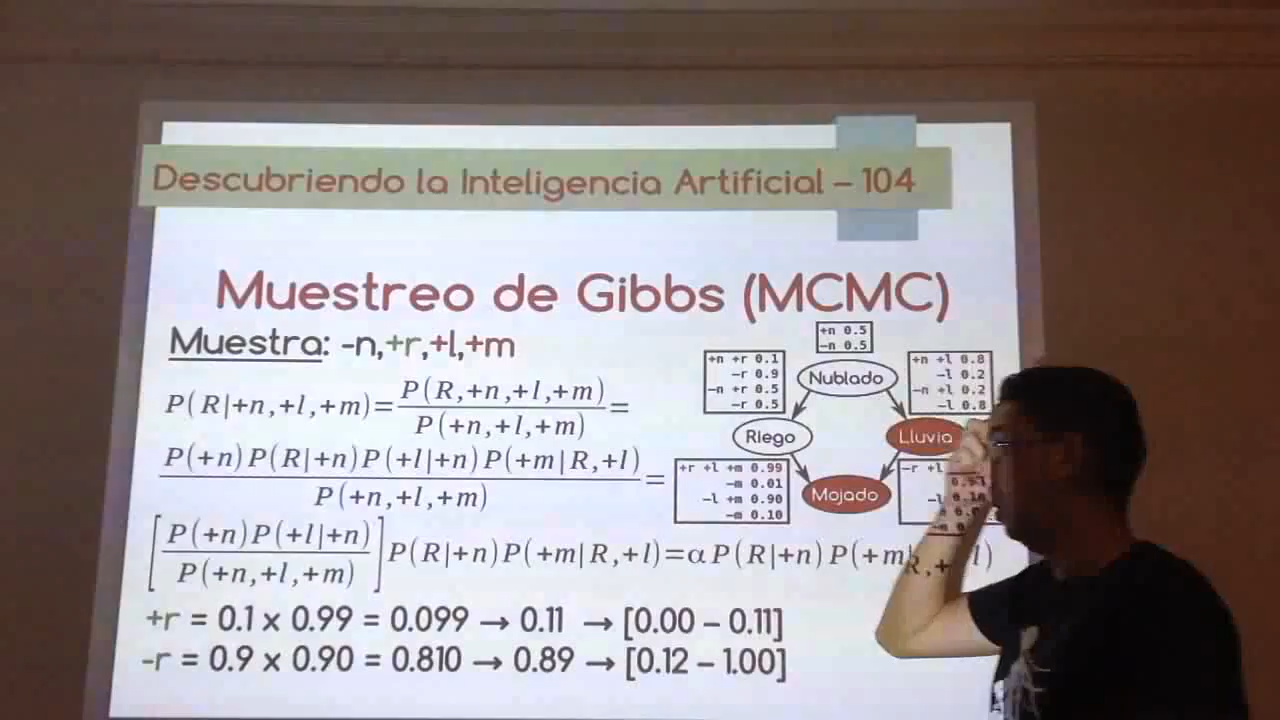 Descubriendo la Inteligencia Artificial – 104
Muestreo de Gibbs (MCMC)
Muestra: -n,+r,+l,+m
P(R|+n,+l,+m)=P(R,+n,+l,+m)/P(+n,+l,+m)=
P(+n)P(R|+n)P(+l|+n)P(+m|R,+l)/P(+n,+l,+m)=
[P(+n)P(+l|+n)/P(+n,+l,+m)]P(R|+n)P(+m|R,+l)=αP(R|+n)P(+m|R,+l)
+r = 0.1 x 0.99 = 0.099 → 0.11 → [0.00 – 0.11]
-r = 0.9 x 0.90 = 0.810 → 0.89 → [0.12 – 1.00]
+n 0.5
−n 0.5
+n +r 0.1
−r 0.9
−n +r 0.5
−r 0.5
Nublado
+n +l 0.8
−l 0.2
−n +l 0.2
−l 0.8
Riego
Lluvia
+r +l +m 0.99
−m 0.01
−l +m 0.90
−m 0.10
Mojado
−r +l